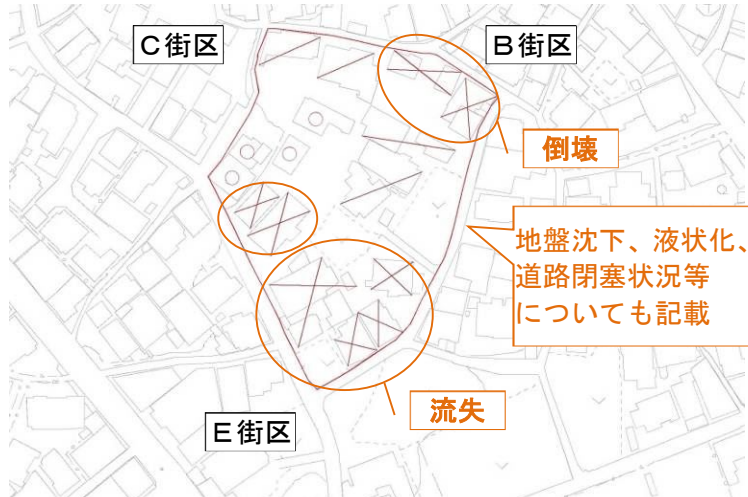 C街区
B街区
倒壊
地盤沈下、液状化、
道路閉塞状況等
についても記載
流失
E街区